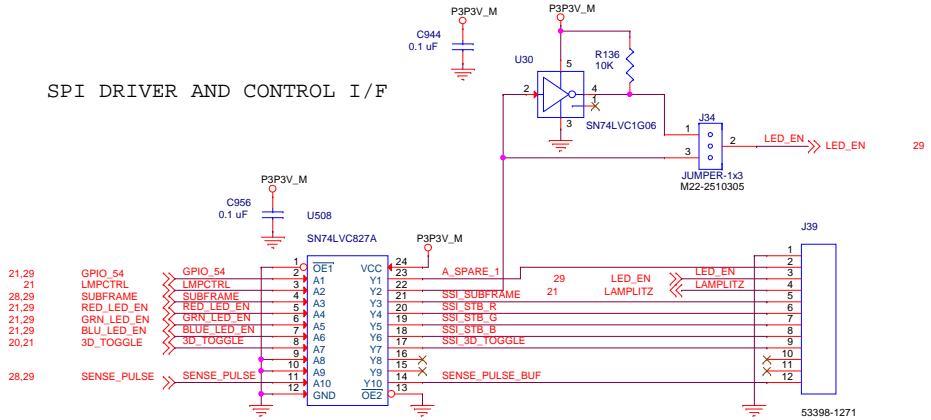 P3P3V_M P3P3V_M
C944
0.1 uF
R136
10K
U30
5
2 4
1
3
SN74LVC1G06
SPI DRIVER AND CONTROL I/F
J34
1
2 LED_EN LED_EN 29
3
JUMPER-1x3
M22-2510305
P3P3V_M
C956
0.1 uF
U508
SN74LVC827A
P3P3V_M
J39
1 OE1 VCC 24 1
21,29 GPIO_54 GPIO_54 2 A1 Y1 23 A_SPARE_1 2
21 LMPCTRL LMPCTRL 3 A2 Y2 22 29 LED_EN LED_EN 3
28,29 SUBFRAME SUBFRAME 4 A3 Y3 21 SSI_SUBFRAME 21 LAMPLITZ LAMPLITZ 4
21,29 RED_LED_EN RED_LED_EN 5 A4 Y4 20 SSI_STB_R 5
21,29 GRN_LED_EN GRN_LED_EN 6 A5 Y5 19 SSI_STB_G 6
21,29 BLU_LED_EN BLUE_LED_EN 7 A6 Y6 18 SSI_STB_B 7
20,21 3D_TOGGLE 3D_TOGGLE 8 A7 Y7 17 SSI_3D_TOGGLE 8
9 A8 Y8 16 9
10 A9 Y9 15 10
28,29 SENSE_PULSE SENSE_PULSE 11 A10 Y10 14 SENSE_PULSE_BUF 11
12 GND OE2 13 12
53398-1271